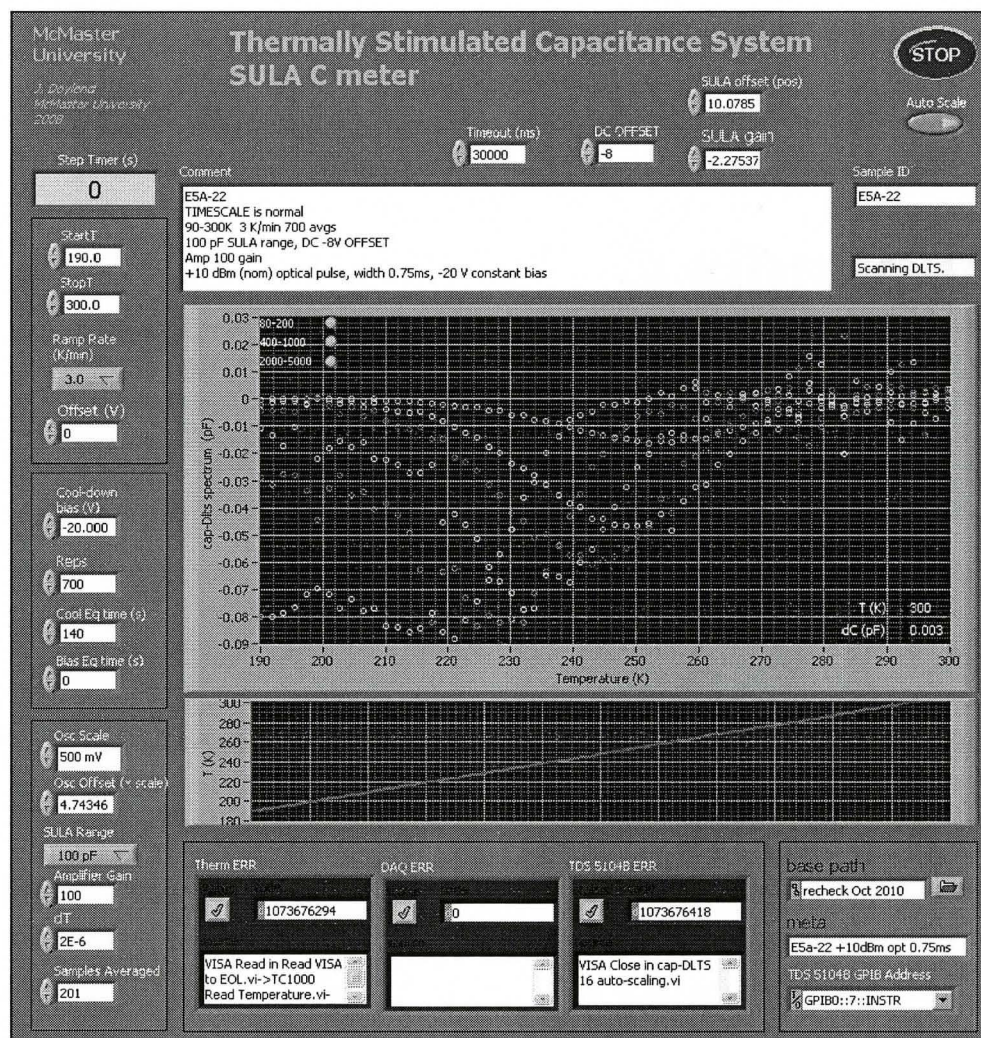 McMaster
University
Thermally Stimulated Capacitance System
SULA C meter
STOP
J. Doylend
McMaster University
2008
SULA offset (pos)
10.0785
Auto Scale
Timeout (ms)
30000
DC OFFSET
-8
SULA gain
-2.27537
Step Timer (s)
0
Comment
E5A-22
TIMESCALE is normal
90-300K 3 K/min 700 avgs
100 pF SULA range, DC -8V OFFSET
Amp 100 gain
+10 dBm (nom) optical pulse, width 0.75ms, -20 V constant bias
Sample ID
E5A-22
Scanning DLTS.
StartT
190.0
StopT
300.0
Ramp Rate
(K/min)
3.0
Offset (V)
0
Cool-down
bias (V)
-20.000
Reps
700
Cool Eq time (s)
140
Bias Eq time (s)
0
Osc Scale
500 mV
Osc Offset (* scale)
4.74346
SULA Range
100 pF
Amplifier Gain
100
dT
2E-6
Samples Averaged
201
cap-Dlts spectrum (pF)
0.03
0.02
0.01
0
-0.01
-0.02
-0.03
-0.04
-0.05
-0.06
-0.07
-0.08
-0.09
80-200
400-1000
2000-5000
T (K) 300
dC (pF) 0.003
190 200 210 220 230 240 250 260 270 280 290 300
Temperature (K)
T (K)
300
280
260
240
220
200
180
Therm ERR
1073676294
VISA Read in Read VISA
to EOL.vi->TC1000
Read Temperature.vi-
DAQ ERR
0
TDS 5104B ERR
1073676418
VISA Close in cap-DLTS
16 auto-scaling.vi
base path
recheck Oct 2010
meta
E5a-22 +10dBm opt 0.75ms
TDS 5104B GPIB Address
GPIB0::7::INSTR